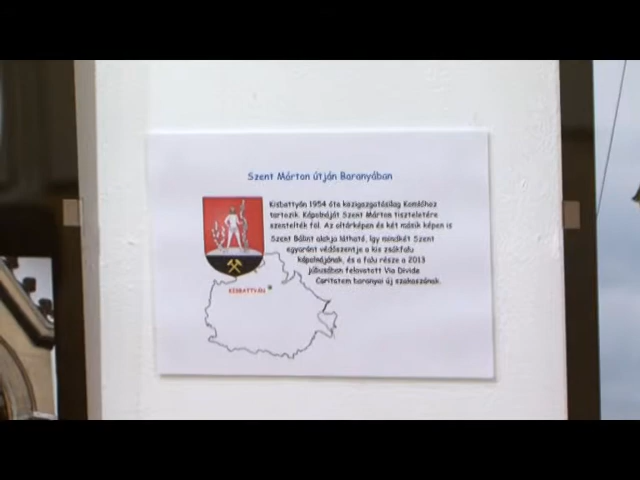 Szent Márton útján Baranyában
Kisbattyán 1954 óta közigazgatásilag Komlóhoz
tartozik. Kápolnáját Szent Márton tiszteletére
szentelték fel. Az oltárképen és két másik képen is
Szent Bálint alakja látható, így mindkét Szent
egyaránt védőszentje a kis zsákfalu
kápolnájának, és a falu része a 2013
júliusában felavatott Via Divide
Caritatem baranyai új szakaszának.
KISBATTYÁN